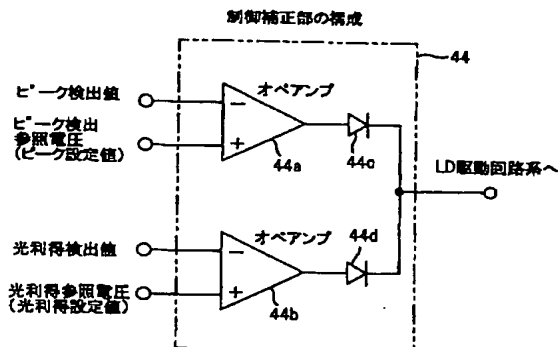 制御補正部の構成
44
ピーク検出値
オペアンプ
ピーク検出
参照電圧
(ピーク設定値)
－
＋
44a
44c
LD駆動回路系へ
光利得検出値
オペアンプ
44d
光利得参照電圧
(光利得設定値)
－
＋
44b